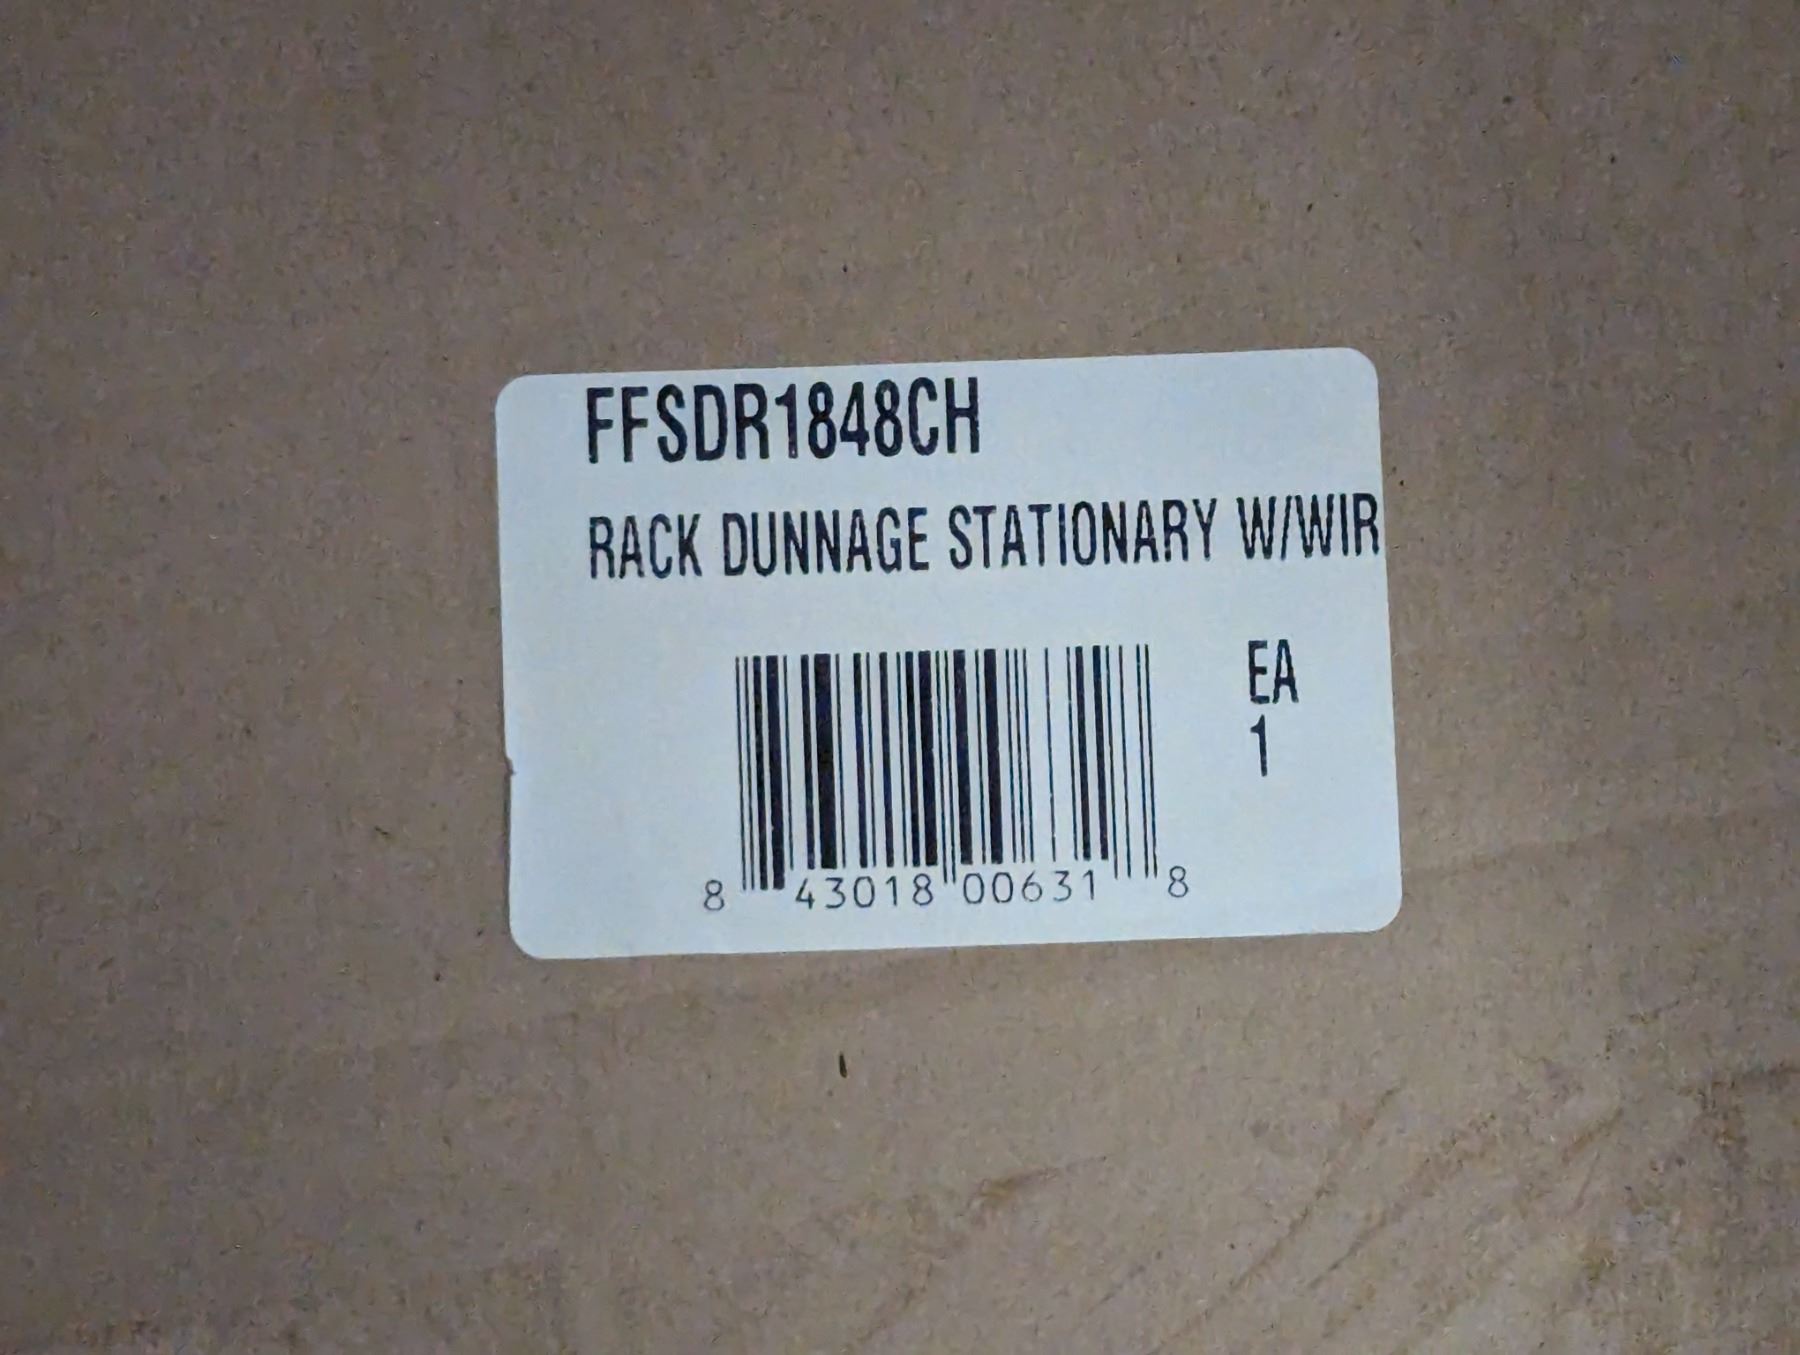 FFSDR1848CH
RACK DUNNAGE STATIONARY W/WIR
EA
1
8 43018 00631 8